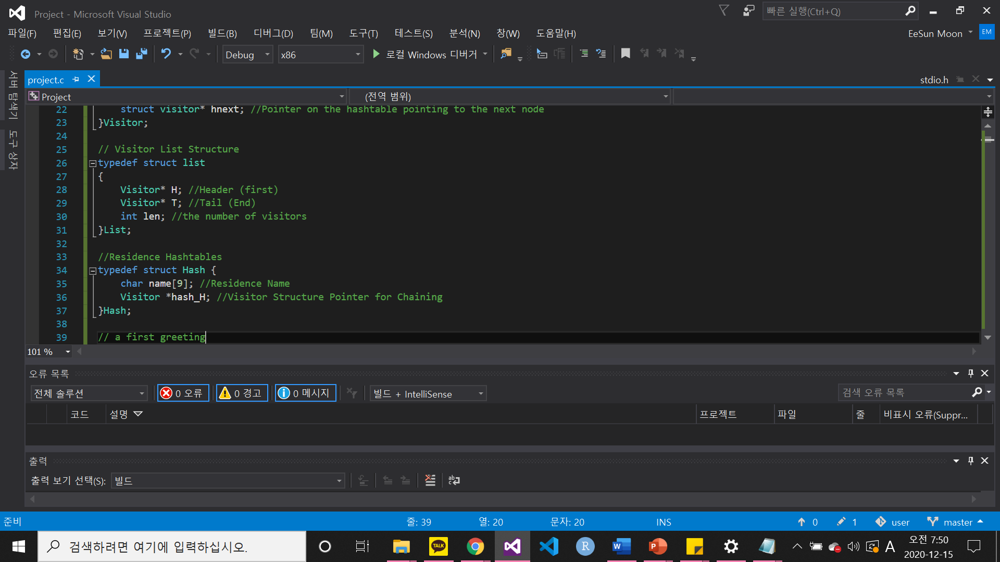 Project - Microsoft Visual Studio
빠른 실행(Ctrl+Q)
파일(F) 편집(E) 보기(V) 프로젝트(P) 빌드(B) 디버그(D) 팀(M) 도구(T) 테스트(S) 분석(N) 창(W) 도움말(H)
EeSun Moon EM
Debug x86 로컬 Windows 디버거
서버 탐색기
도구 상자
project.c
stdio.h
Project (전역 범위)
22 struct visitor* hnext; //Pointer on the hashtable pointing to the next node
23 }Visitor;
24
25 // Visitor List Structure
26 typedef struct list
27 {
28 Visitor* H; //Header (first)
29 Visitor* T; //Tail (End)
30 int len; //the number of visitors
31 }List;
32
33 //Residence Hashtables
34 typedef struct Hash {
35 char name[9]; //Residence Name
36 Visitor *hash_H; //Visitor Structure Pointer for Chaining
37 }Hash;
38
39 // a first greeting
101 %
오류 목록
전체 솔루션 0 오류 0 경고 0 메시지 빌드 + IntelliSense 검색 오류 목록
코드 설명 프로젝트 파일 줄 비표시 오류(Suppr...
출력
출력 보기 선택(S): 빌드
준비 줄: 39 열: 20 문자: 20 INS 0 1 user master
검색하려면 여기에 입력하십시오.
TALK
R
W
P
A
오전 7:50
2020-12-15